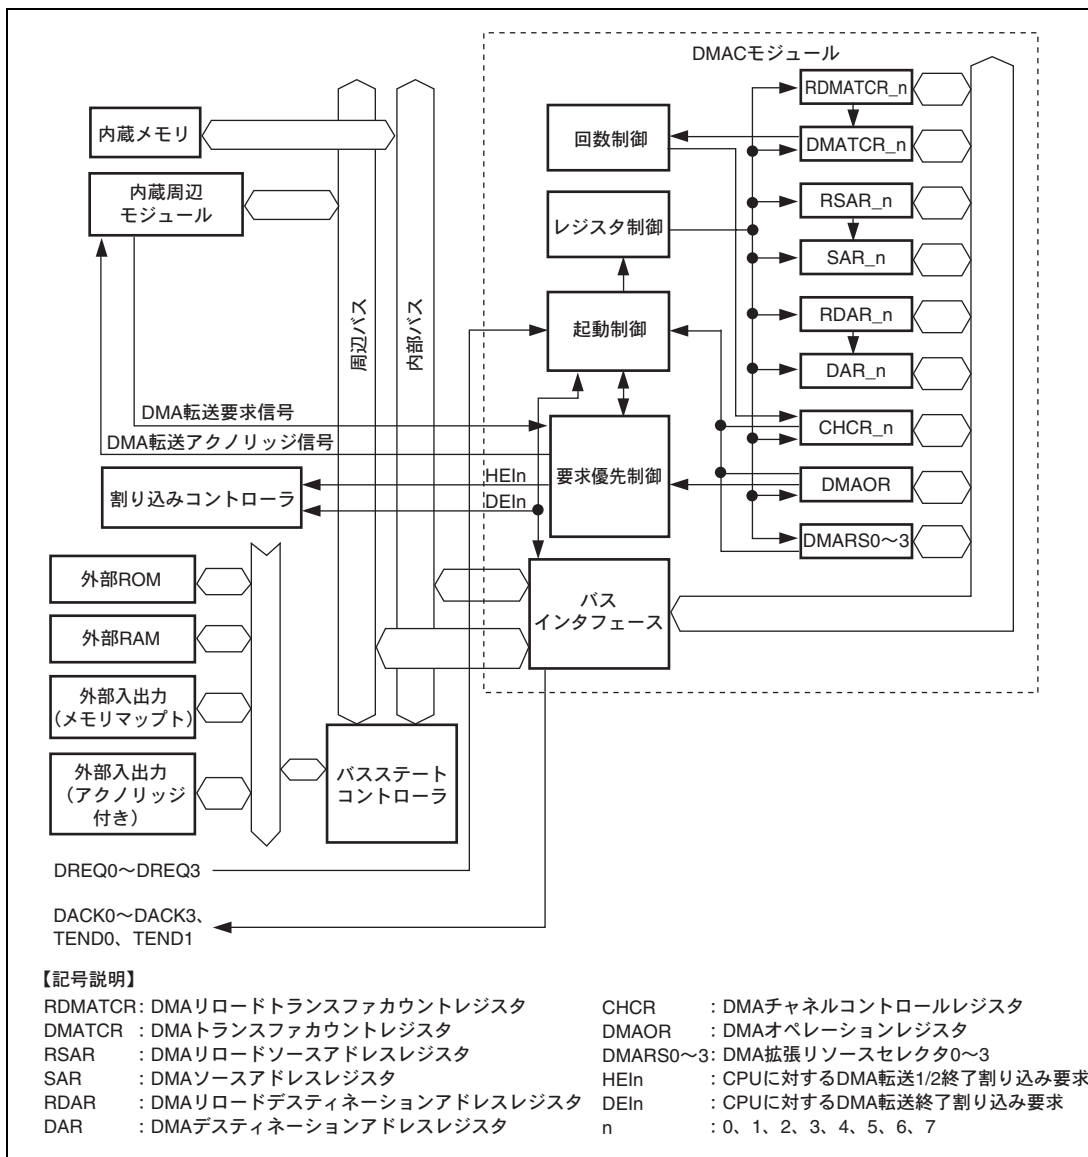 DMACモジュール
RDMATCR_n
内蔵メモリ
回数制御
DMATCR_n
内蔵周辺
モジュール
RSAR_n
レジスタ制御
SAR_n
周辺バス
内部バス
起動制御
RDAR_n
DAR_n
DMA転送要求信号
CHCR_n
DMA転送アクノリッジ信号
HEIn
要求優先制御
DMAOR
割り込みコントローラ
DEIn
DMARS0～3
外部ROM
バス
インタフェース
外部RAM
外部入出力
（メモリマップト）
外部入出力
（アクノリッジ
付き）
バスステート
コントローラ
DREQ0～DREQ3
DACK0～DACK3、
TEND0、TEND1
【記号説明】
RDMATCR：DMAリロードトランスファカウントレジスタ
DMATCR ：DMAトランスファカウントレジスタ
RSAR ：DMAリロードソースアドレスレジスタ
SAR ：DMAソースアドレスレジスタ
RDAR ：DMAリロードデスティネーションアドレスレジスタ
DAR ：DMAデスティネーションアドレスレジスタ
CHCR ：DMAチャネルコントロールレジスタ
DMAOR ：DMAオペレーションレジスタ
DMARS0～3：DMA拡張リソースセレクタ0～3
HEIn ：CPUに対するDMA転送1/2終了割り込み要求
DEIn ：CPUに対するDMA転送終了割り込み要求
n ：0、1、2、3、4、5、6、7